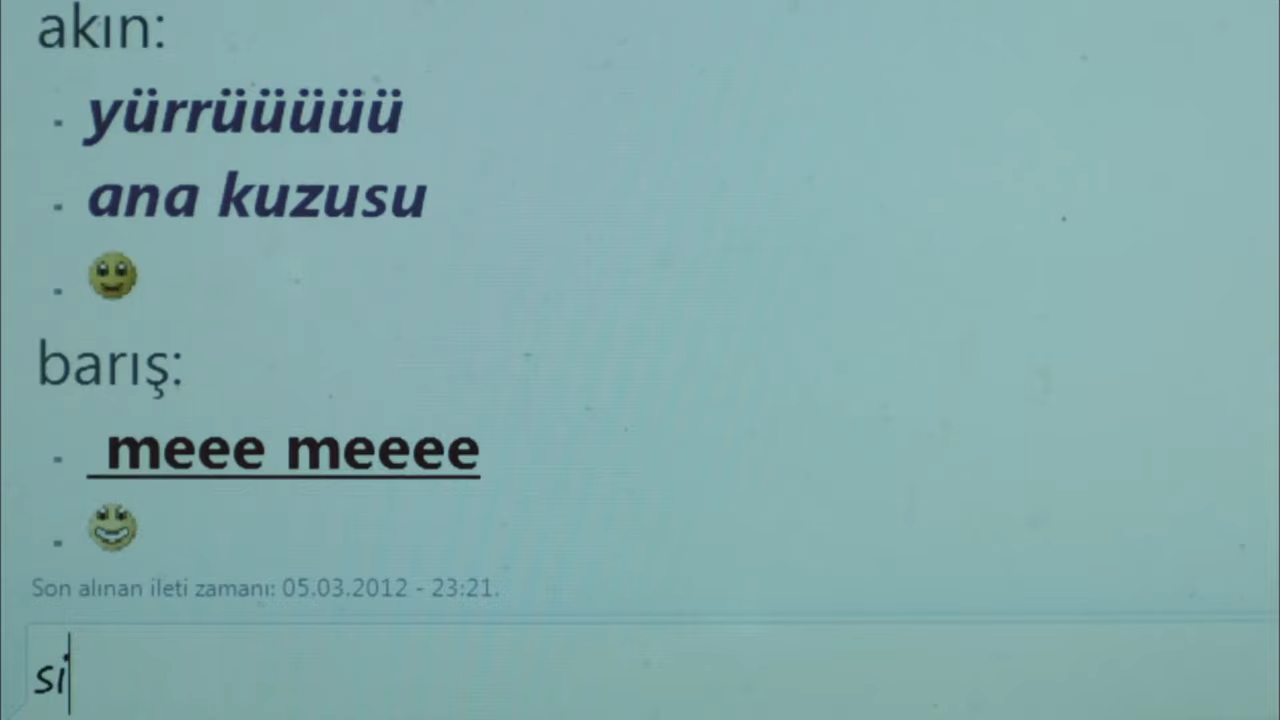 akın:
yürrüüüüü
ana kuzusu
barış:
meee meeee
Son alınan ileti zamanı: 05.03.2012 - 23:21.
si